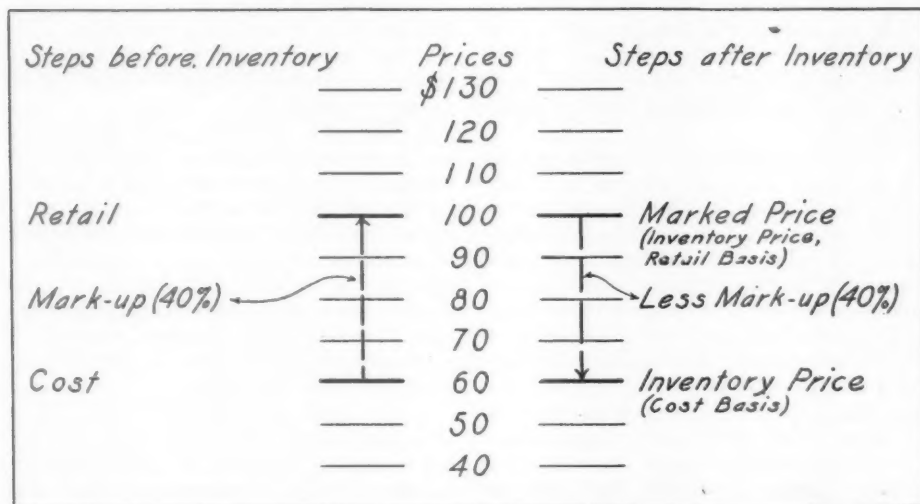 Steps before Inventory Prices Steps after Inventory
$130
120
110
Retail 100 Marked Price
(Inventory Price,
90 Retail Basis)
Mark-up (40%) 80 Less Mark-up (40%)
70
Cost 60 Inventory Price
(Cost Basis)
50
40